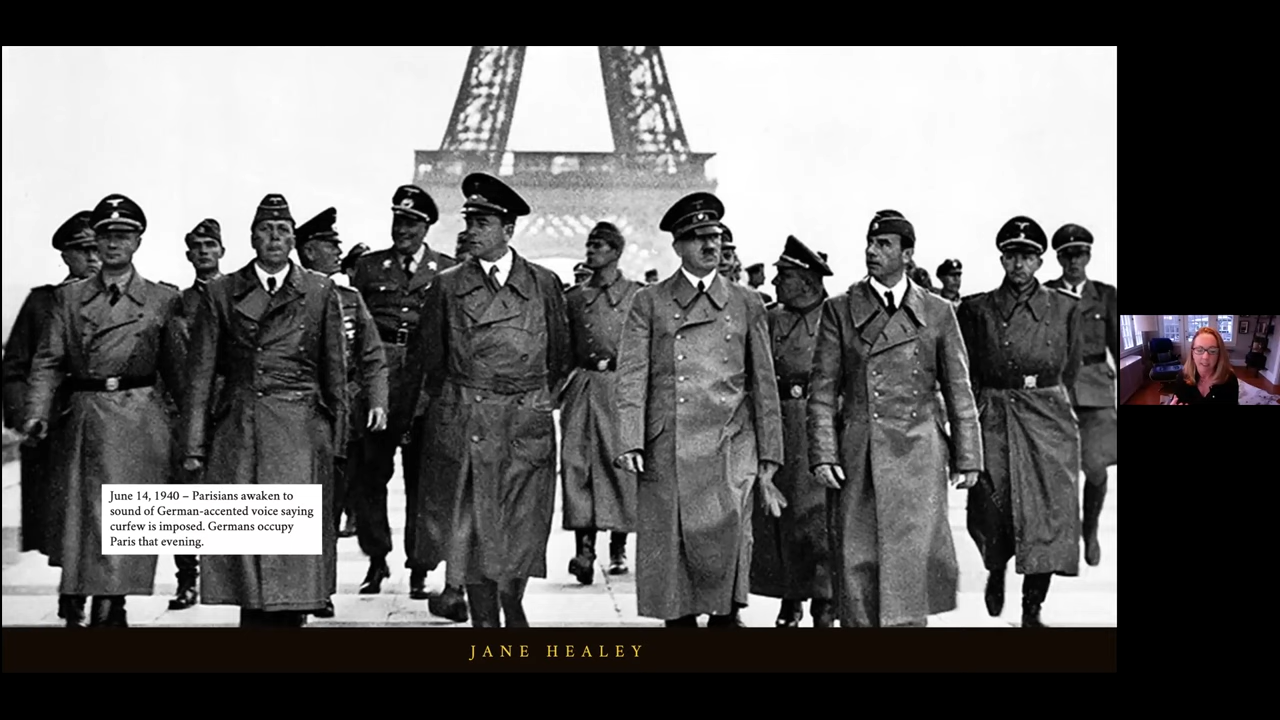 June 14, 1940 – Parisians awaken to
sound of German-accented voice saying
curfew is imposed. Germans occupy
Paris that evening.
JANE HEALEY